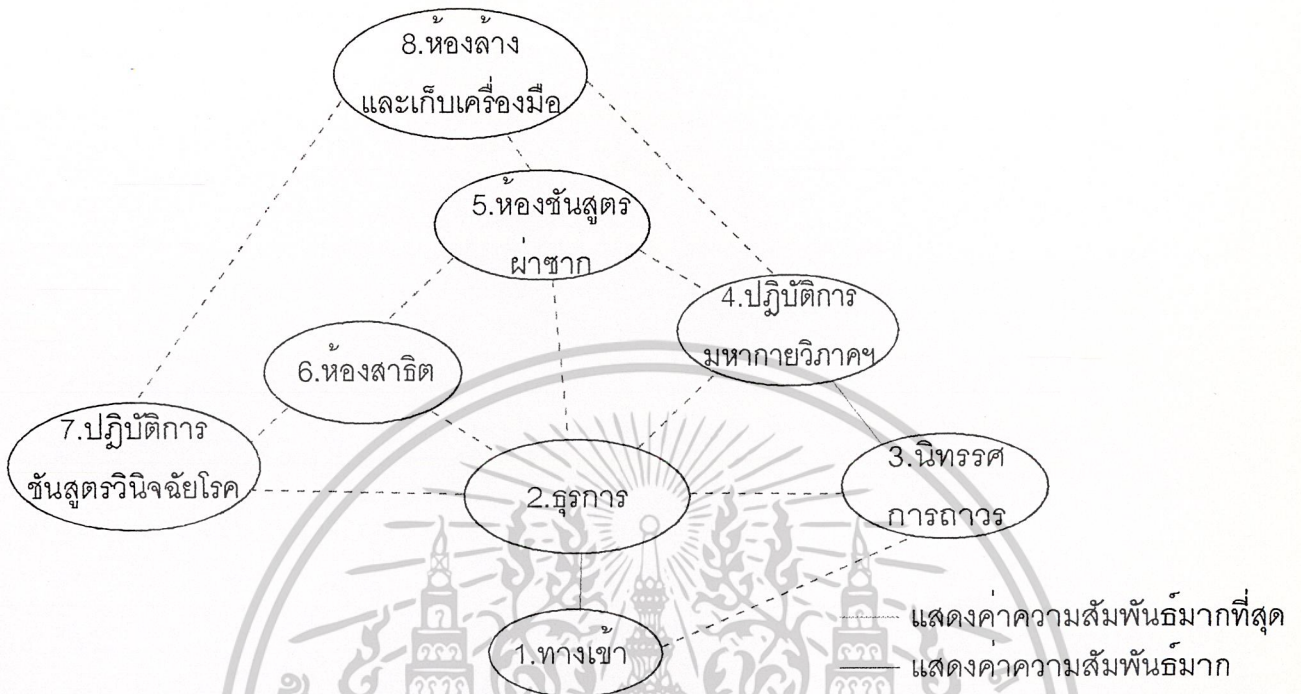 8.ห้องล้าง
และเก็บเครื่องมือ
5.ห้องชันสูตร
ผ่าซาก
4.ปฎิบัติการ
มหากายวิภาคฯ
6.ห้องสาธิต
7.ปฎิบัติการ
ชันสูตรวินิจฉัยโรค
3.นิทรรศ
การถาวร
2.ธุรการ
1.ทางเข้า
แสดงค่าความสัมพันธ์มากที่สุด
แสดงค่าความสัมพันธ์มาก